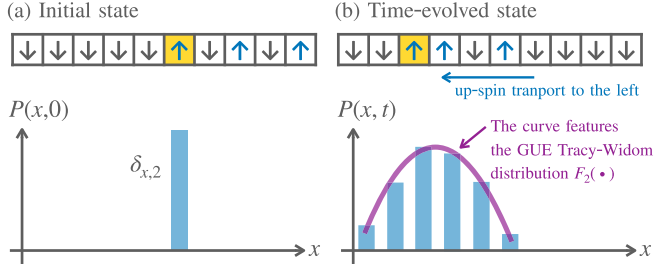 (a) Initial state
(b) Time-evolved state
up-spin tranport to the left
P(x,0)
P(x, t)
δx,2
The curve features
the GUE Tracy-Widom
distribution F2(•)
x
x